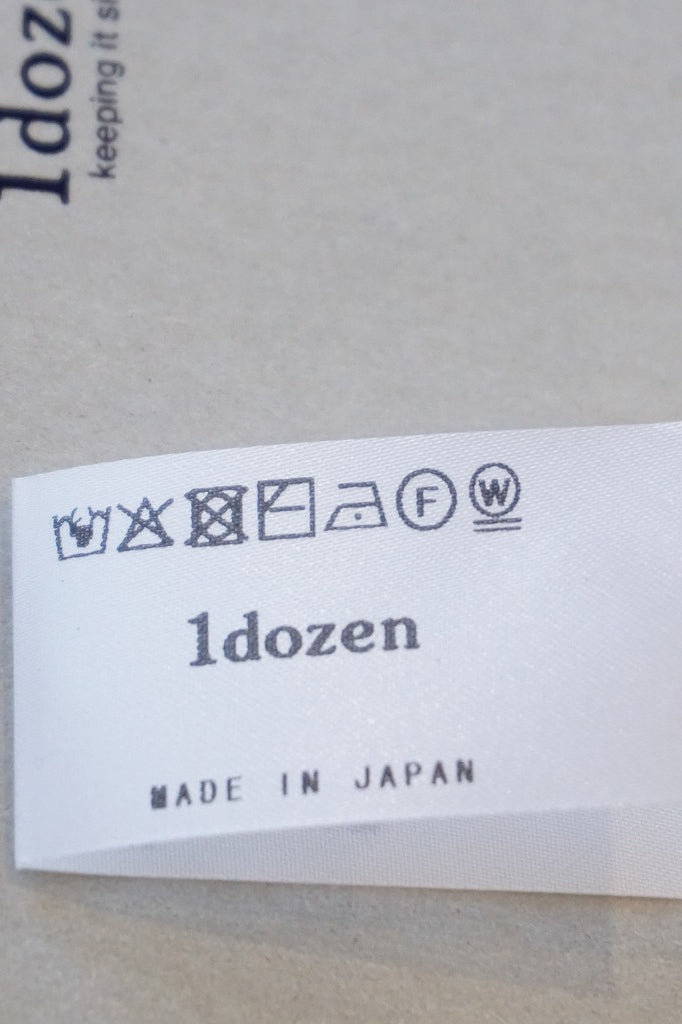 1doz
keeping it
F W
1dozen
MADE IN JAPAN